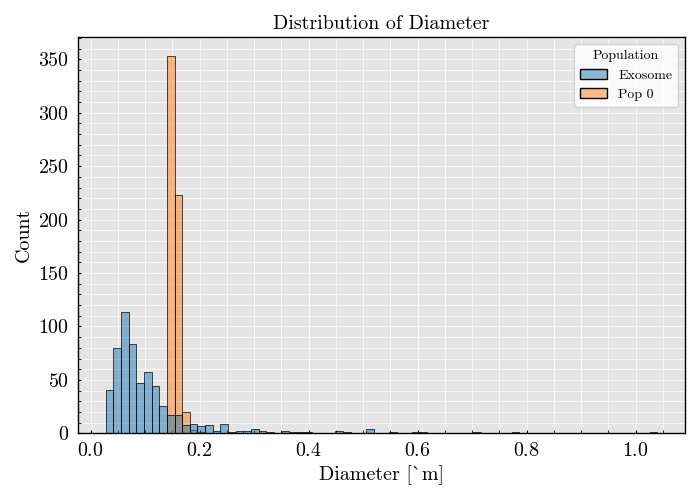 Distribution of Diameter
Count
350
300
250
200
150
100
50
0
Population
Exosome
Pop 0
0.0 0.2 0.4 0.6 0.8 1.0
Diameter [`m]